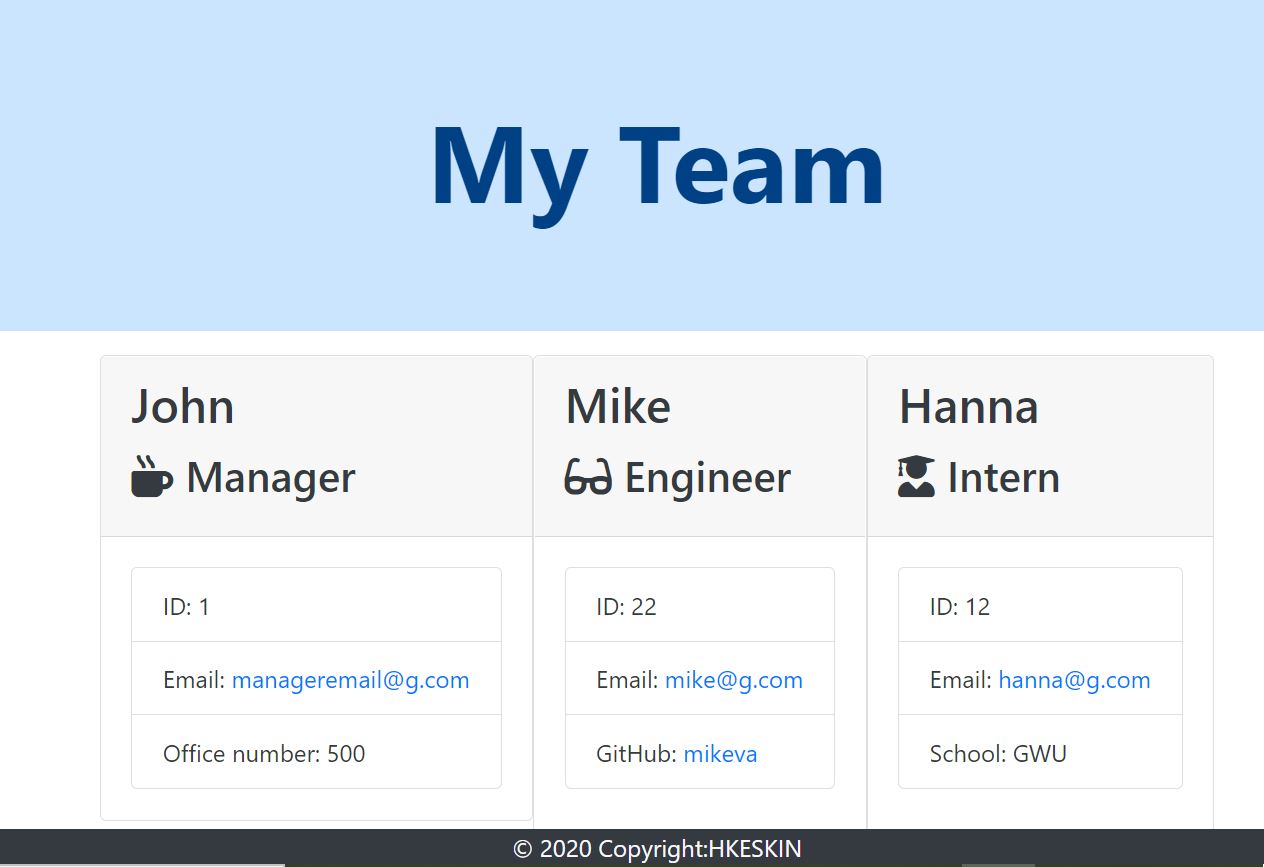 My Team
John
Manager
ID: 1
Email: manageremail@g.com
Office number: 500
Mike
Engineer
ID: 22
Email: mike@g.com
GitHub: mikeva
Hanna
Intern
ID: 12
Email: hanna@g.com
School: GWU
© 2020 Copyright:HKESKIN